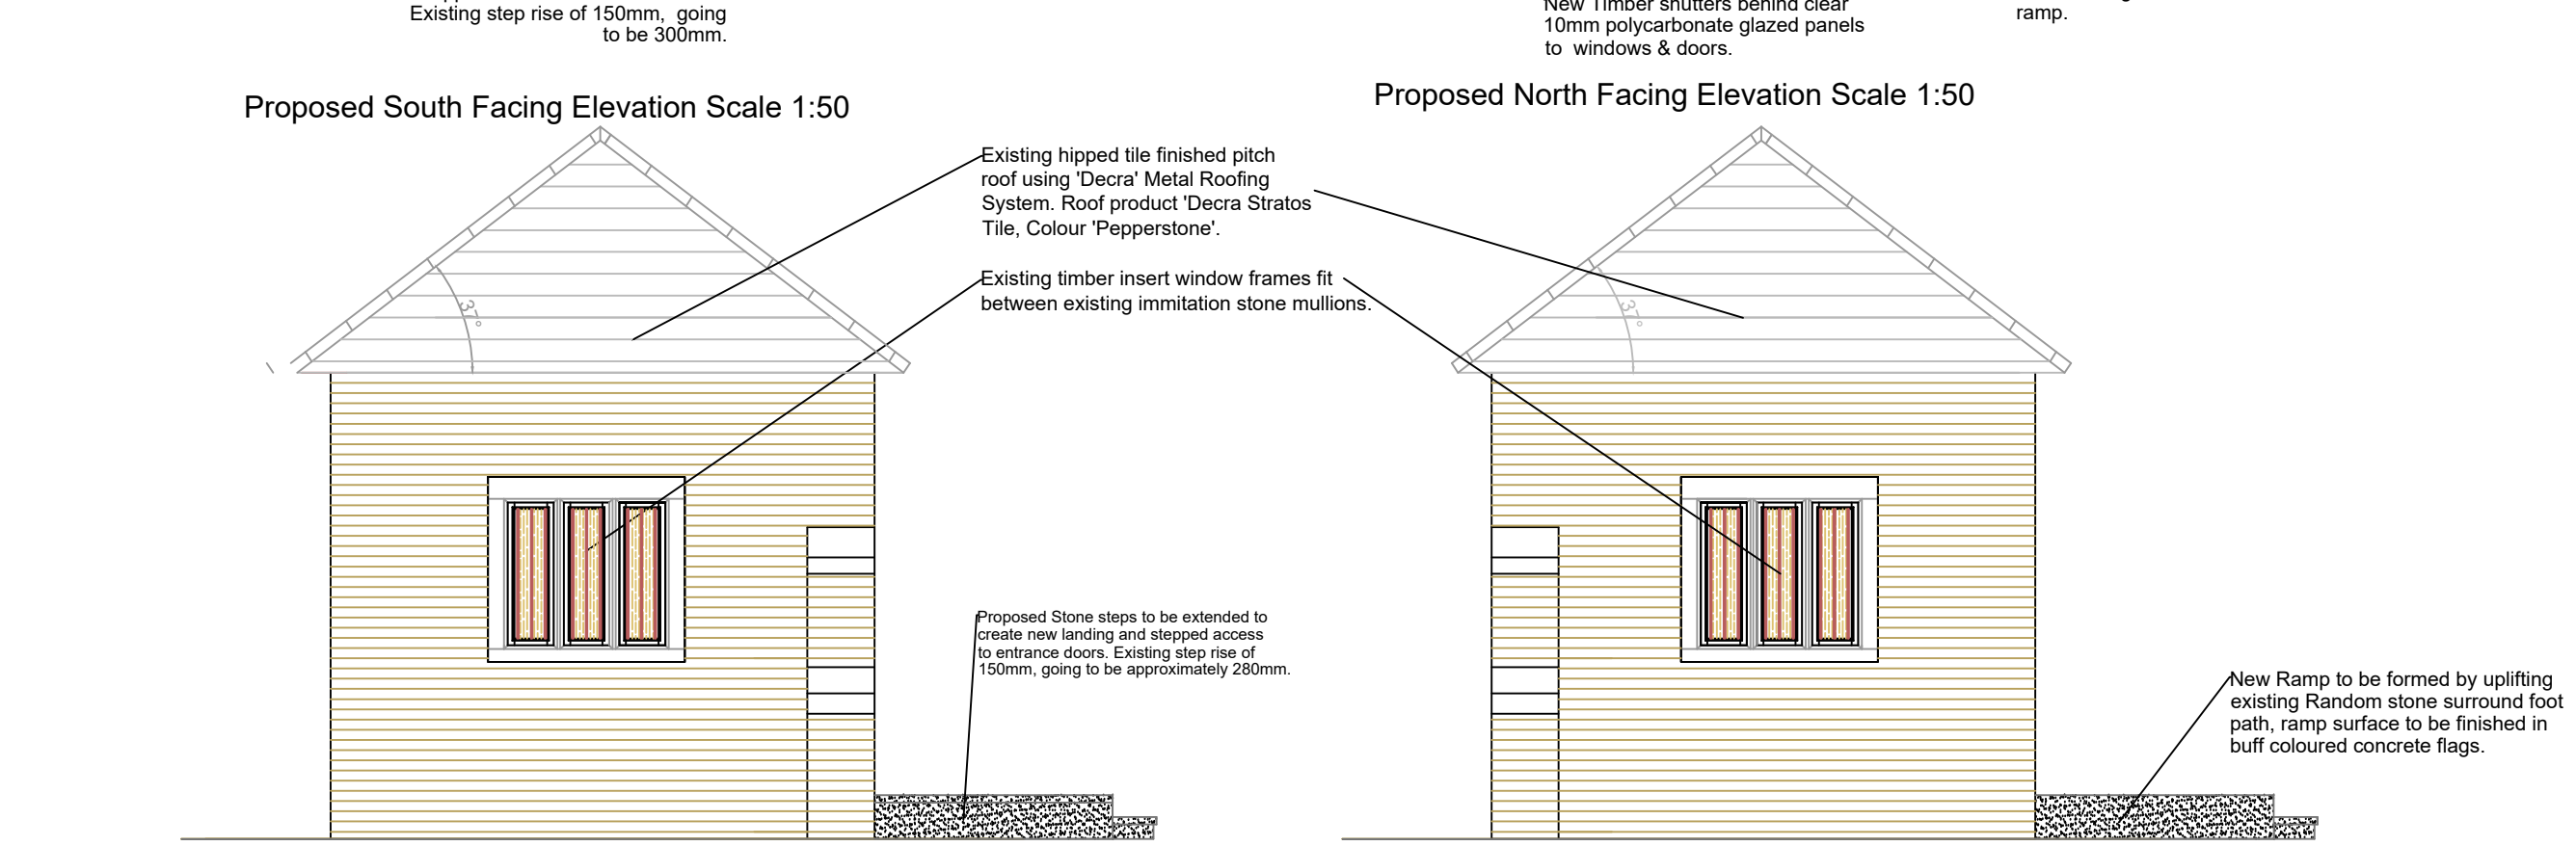 Existing step rise of 150mm, going
to be 300mm.
New Timber shutters behind clear
10mm polycarbonate glazed panels
to windows & doors.
ramp.
Proposed South Facing Elevation Scale 1:50
Proposed North Facing Elevation Scale 1:50
Existing hipped tile finished pitch
roof using 'Decra' Metal Roofing
System. Roof product 'Decra Stratos
Tile, Colour 'Pepperstone'.
Existing timber insert window frames fit
between existing immitation stone mullions.
37°
37°
Proposed Stone steps to be extended to
create new landing and stepped access
to entrance doors. Existing step rise of
150mm, going to be approximately 280mm.
New Ramp to be formed by uplifting
existing Random stone surround foot
path, ramp surface to be finished in
buff coloured concrete flags.